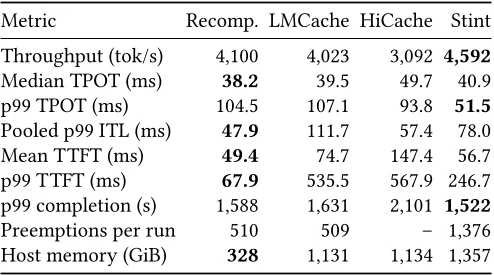 Metric Recomp. LMCache HiCache Stint
Throughput (tok/s) 4,100 4,023 3,092 4,592
Median TPOT (ms) 38.2 39.5 49.7 40.9
p99 TPOT (ms) 104.5 107.1 93.8 51.5
Pooled p99 ITL (ms) 47.9 111.7 57.4 78.0
Mean TTFT (ms) 49.4 74.7 147.4 56.7
p99 TTFT (ms) 67.9 535.5 567.9 246.7
p99 completion (s) 1,588 1,631 2,101 1,522
Preemptions per run 510 509 – 1,376
Host memory (GiB) 328 1,131 1,134 1,357